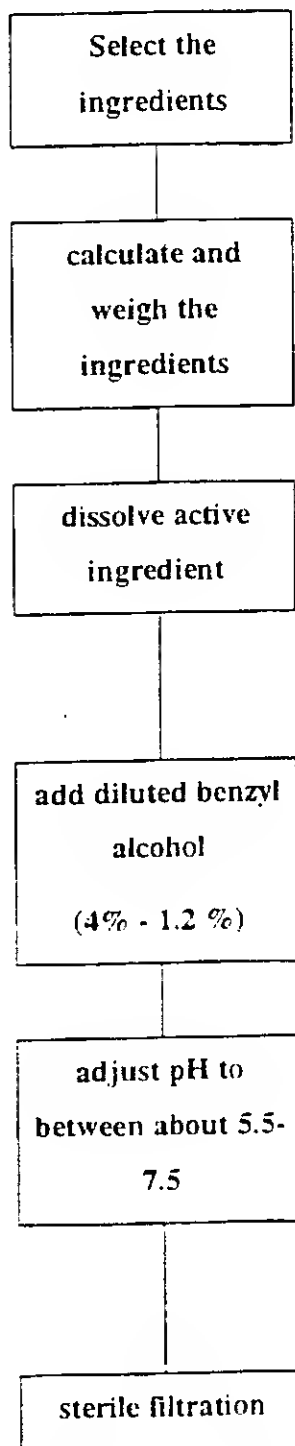 Select the
ingredients
calculate and
weigh the
ingredients
dissolve active
ingredient
add diluted benzyl
alcohol
(4% - 1.2 %)
adjust pH to
between about 5.5-
7.5
sterile filtration